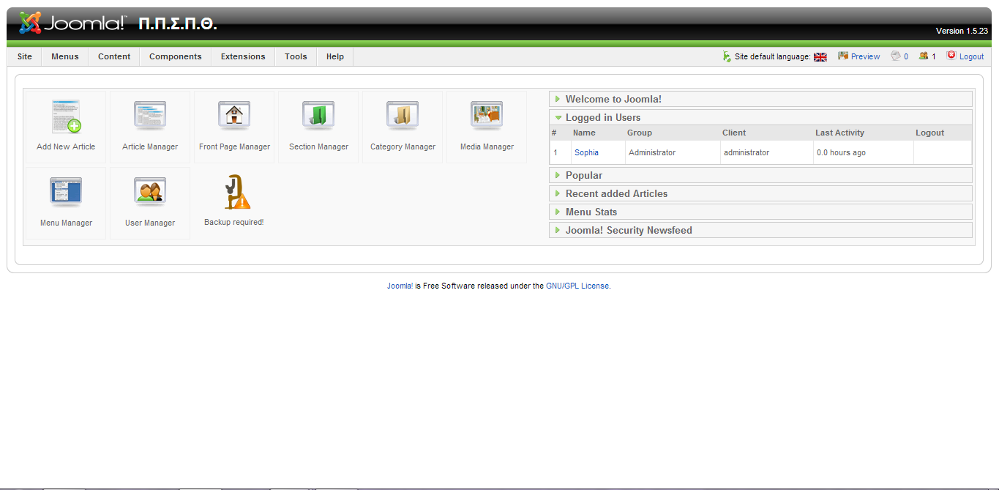 Joomla!™ Π.Π.Σ.Π.Θ.
Version 1.5.23
Site Menus Content Components Extensions Tools Help Site default language: Preview 0 1 Logout
Add New Article Article Manager Front Page Manager Section Manager Category Manager Media Manager
Menu Manager User Manager Backup required!
Welcome to Joomla!
Logged in Users
# Name Group Client Last Activity Logout
1 Sophia Administrator administrator 0.0 hours ago
Popular
Recent added Articles
Menu Stats
Joomla! Security Newsfeed
Joomla! is Free Software released under the GNU/GPL License.